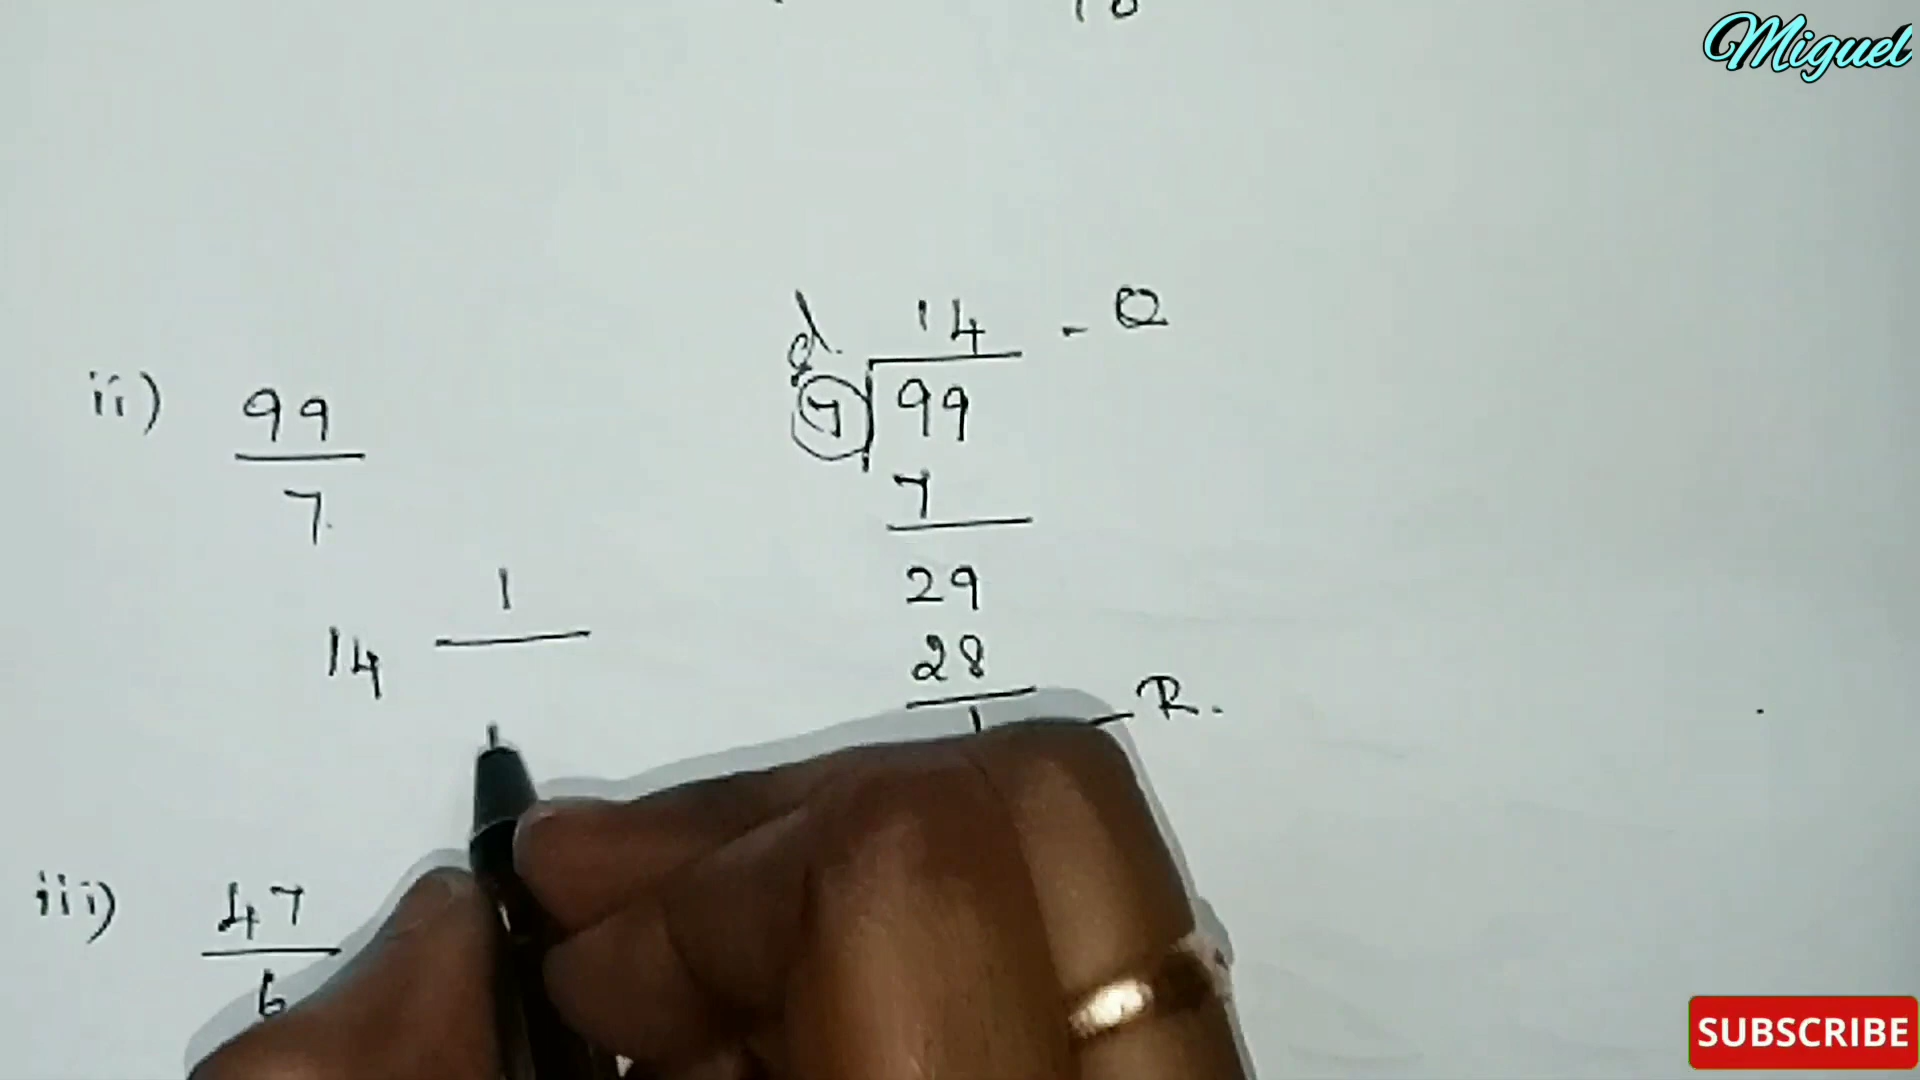 Miguel
ii) 99
7
14 1
d. 14 - Q
7 99
7
29
28
1 - R.
iii) 47
6
SUBSCRIBE